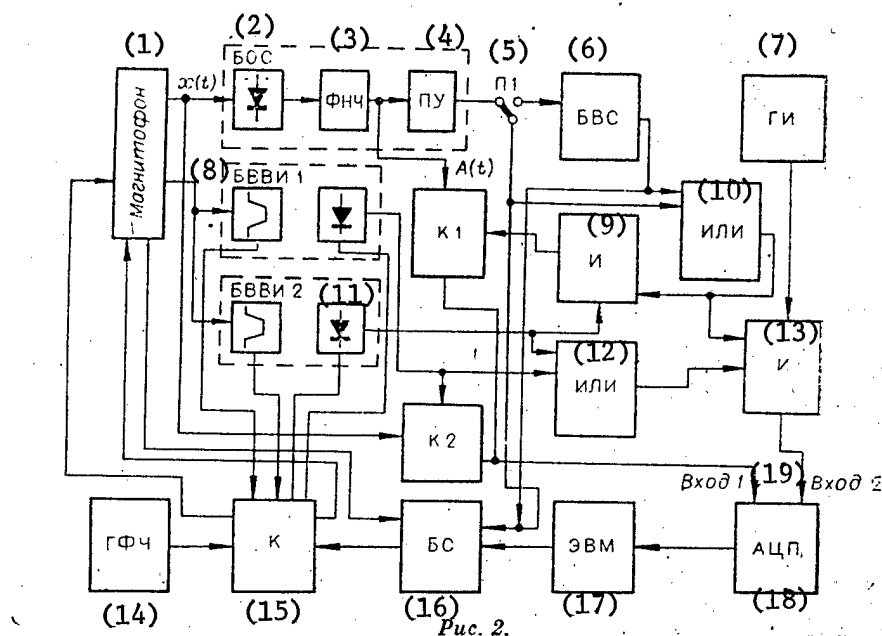 (1)
(2)
(3)
(4)
(5)
(6)
(7)
БОС
x(t)
Магнитофон
ФНЧ
ПУ
П1
БВС
ГИ
(8)
БВВИ 1
A(t)
К1
(9)
И
(10)
ИЛИ
БВВИ 2
(11)
1
(12)
ИЛИ
(13)
И
К2
(19)
Вход 1
Вход 2
ГФЧ
К
БС
ЭВМ
АЦП
(14)
(15)
(16)
(17)
(18)
Рис. 2.